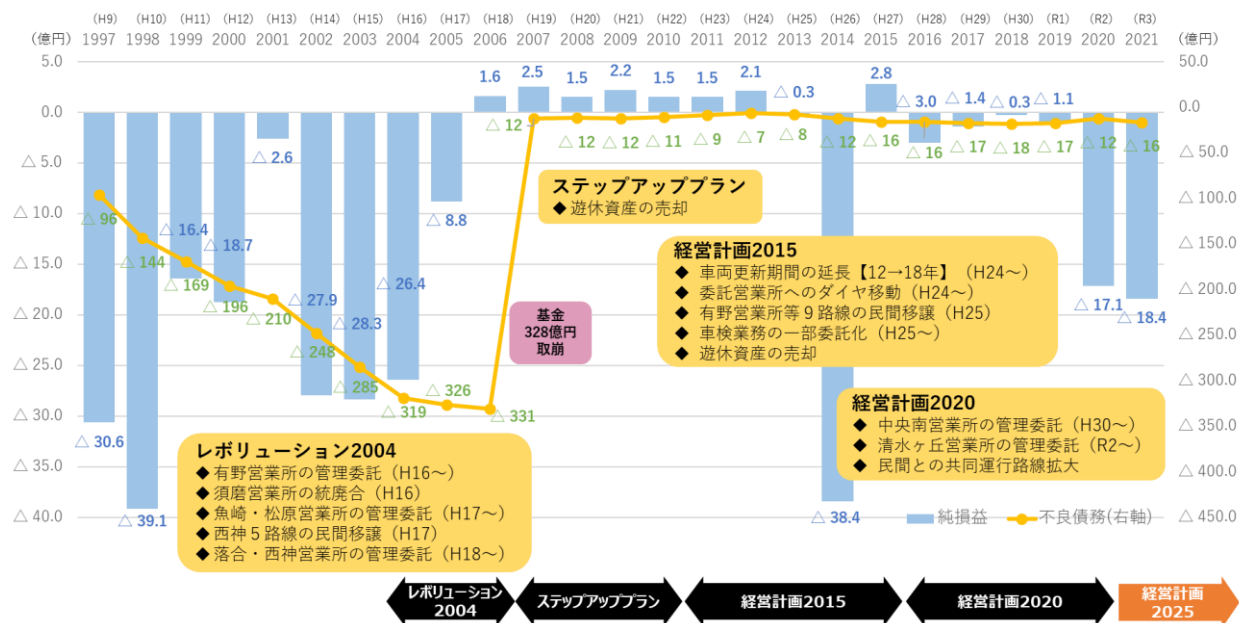 (H9) (H10) (H11) (H12) (H13) (H14) (H15) (H16) (H17) (H18) (H19) (H20) (H21) (H22) (H23) (H24) (H25) (H26) (H27) (H28) (H29) (H30) (R1) (R2) (R3)
(億円) 1997 1998 1999 2000 2001 2002 2003 2004 2005 2006 2007 2008 2009 2010 2011 2012 2013 2014 2015 2016 2017 2018 2019 2020 2021 (億円)
5.0
0.0
△ 5.0
△ 10.0
△ 15.0
△ 20.0
△ 25.0
△ 30.0
△ 35.0
△ 40.0
50.0
0.0
△ 50.0
△ 100.0
△ 150.0
△ 200.0
△ 250.0
△ 300.0
△ 350.0
△ 400.0
△ 450.0
△ 30.6
△ 39.1
△ 16.4
△ 18.7
△ 2.6
△ 27.9
△ 28.3
△ 26.4
△ 8.8
1.6
2.5
1.5
2.2
1.5
1.5
2.1
△ 0.3
△ 38.4
2.8
△ 3.0
△ 1.4
△ 0.3
△ 1.1
△ 17.1
△ 18.4
△ 96
△ 144
△ 169
△ 196
△ 210
△ 248
△ 285
△ 319
△ 326
△ 331
△ 12
△ 12
△ 12
△ 11
△ 9
△ 7
△ 8
△ 12
△ 16
△ 16
△ 17
△ 18
△ 17
△ 12
△ 16
ステップアッププラン
◆ 遊休資産の売却
経営計画2015
◆ 車両更新期間の延長【12→18年】（H24～）
◆ 委託営業所へのダイヤ移動（H24～）
◆ 有野営業所等９路線の民間移譲（H25）
◆ 車検業務の一部委託化（H25～）
◆ 遊休資産の売却
基金
328億円
取崩
経営計画2020
◆ 中央南営業所の管理委託（H30～）
◆ 清水ヶ丘営業所の管理委託（R2～）
◆ 民間との共同運行路線拡大
レボリューション2004
◆有野営業所の管理委託（H16～）
◆須磨営業所の統廃合（H16）
◆魚崎・松原営業所の管理委託（H17～）
◆西神５路線の民間移譲（H17）
◆落合・西神営業所の管理委託（H18～）
純損益 不良債務(右軸)
レボリューション
2004
ステップアッププラン
経営計画2015
経営計画2020
経営計画
2025